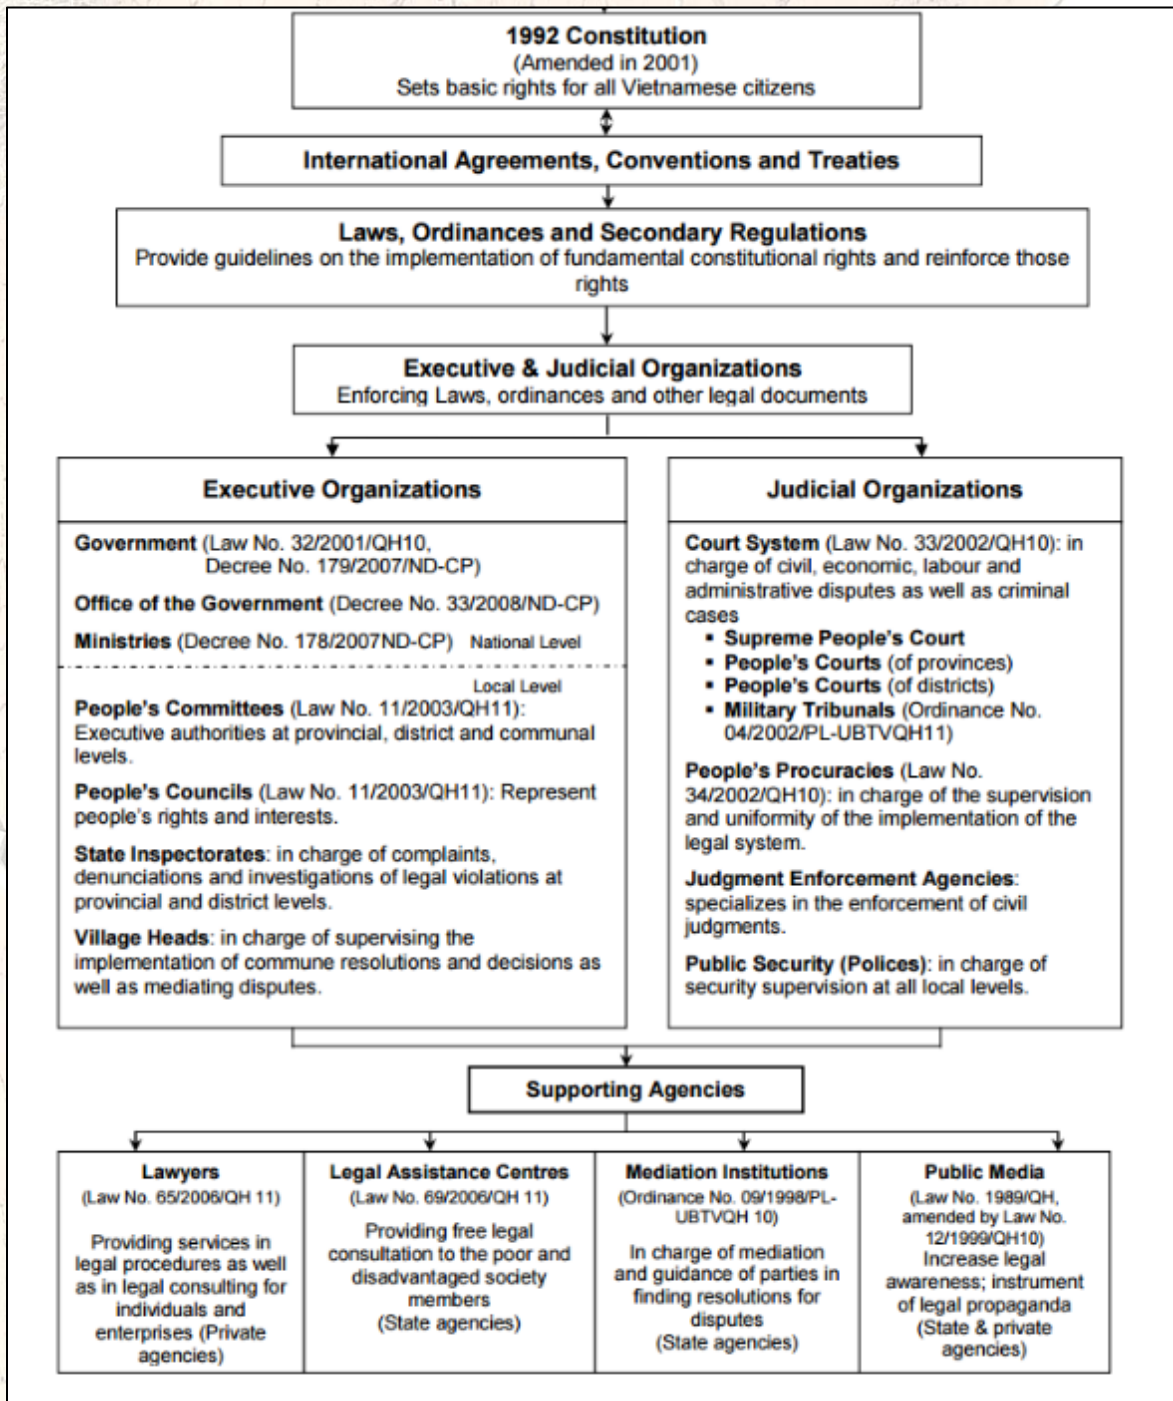 1992 Constitution
(Amended in 2001)
Sets basic rights for all Vietnamese citizens
International Agreements, Conventions and Treaties
Laws, Ordinances and Secondary Regulations
Provide guidelines on the implementation of fundamental constitutional rights and reinforce those
rights
Executive & Judicial Organizations
Enforcing Laws, ordinances and other legal documents
Executive Organizations
Government (Law No. 32/2001/QH10,
Decree No. 179/2007/ND-CP)
Office of the Government (Decree No. 33/2008/ND-CP)
Ministries (Decree No. 178/2007ND-CP) National Level
Local Level
People's Committees (Law No. 11/2003/QH11):
Executive authorities at provincial, district and communal
levels.
People's Councils (Law No. 11/2003/QH11): Represent
people's rights and interests.
State Inspectorates: in charge of complaints,
denunciations and investigations of legal violations at
provincial and district levels.
Village Heads: in charge of supervising the
implementation of commune resolutions and decisions as
well as mediating disputes.
Judicial Organizations
Court System (Law No. 33/2002/QH10): in
charge of civil, economic, labour and
administrative disputes as well as criminal
cases
▪ Supreme People's Court
▪ People's Courts (of provinces)
▪ People's Courts (of districts)
▪ Military Tribunals (Ordinance No.
04/2002/PL-UBTVQH11)
People's Procuracies (Law No.
34/2002/QH10): in charge of the supervision
and uniformity of the implementation of the
legal system.
Judgment Enforcement Agencies:
specializes in the enforcement of civil
judgments.
Public Security (Polices): in charge of
security supervision at all local levels.
Supporting Agencies
Lawyers
(Law No. 65/2006/QH 11)
Providing services in
legal procedures as well
as in legal consulting for
individuals and
enterprises (Private
agencies)
Legal Assistance Centres
(Law No. 69/2006/QH 11)
Providing free legal
consultation to the poor and
disadvantaged society
members
(State agencies)
Mediation Institutions
(Ordinance No. 09/1998/PL-
UBTVQH 10)
In charge of mediation
and guidance of parties in
finding resolutions for
disputes
(State agencies)
Public Media
(Law No. 1989/QH,
amended by Law No.
12/1999/QH10)
Increase legal
awareness; instrument
of legal propaganda
(State & private
agencies)